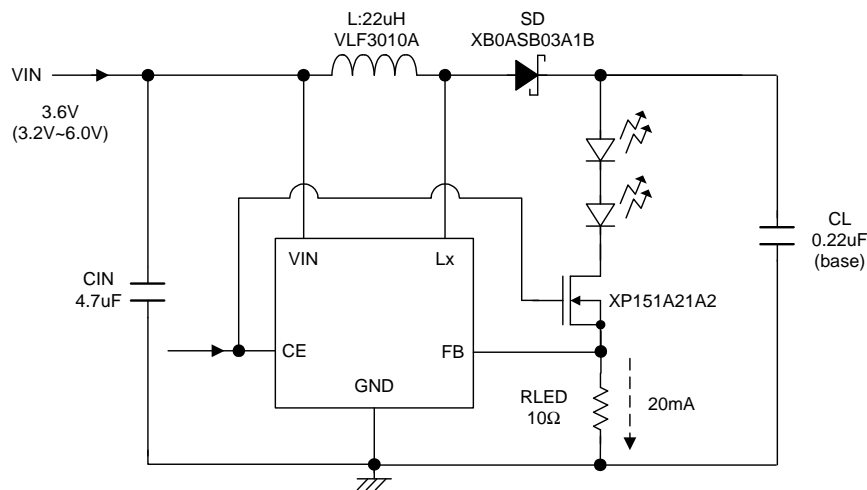 L:22uH
VLF3010A
SD
XB0ASB03A1B
VIN
3.6V
(3.2V~6.0V)
VIN
Lx
CL
0.22uF
(base)
CIN
4.7uF
XP151A21A2
CE
FB
GND
RLED
10Ω
20mA